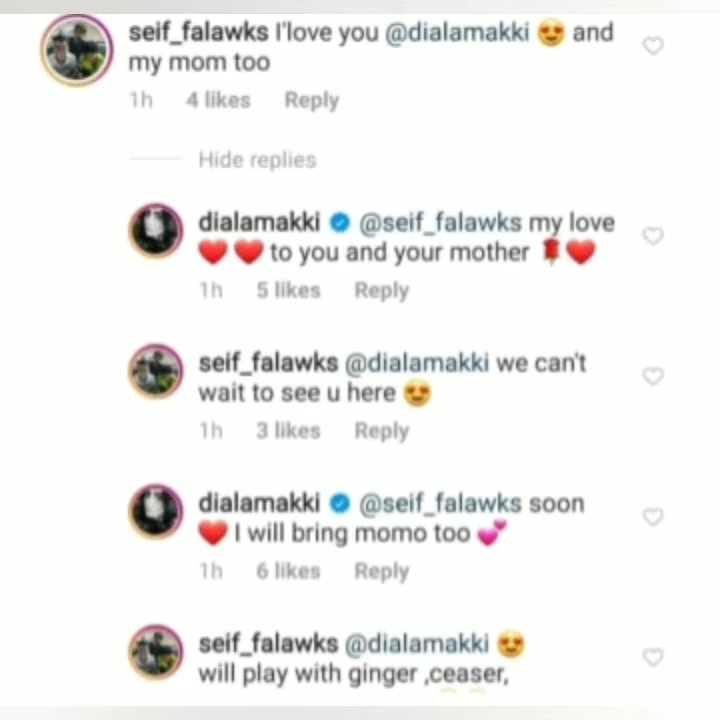 seif_falawks I'love you @dialamakki 😍 and
my mom too
1h 4 likes Reply
Hide replies
dialamakki @seif_falawks my love
❤️ ❤️ to you and your mother 🌹❤️
1h 5 likes Reply
seif_falawks @dialamakki we can't
wait to see u here 😍
1h 3 likes Reply
dialamakki @seif_falawks soon
❤️ I will bring momo too 💕
1h 6 likes Reply
seif_falawks @dialamakki 😍
will play with ginger ,ceaser,